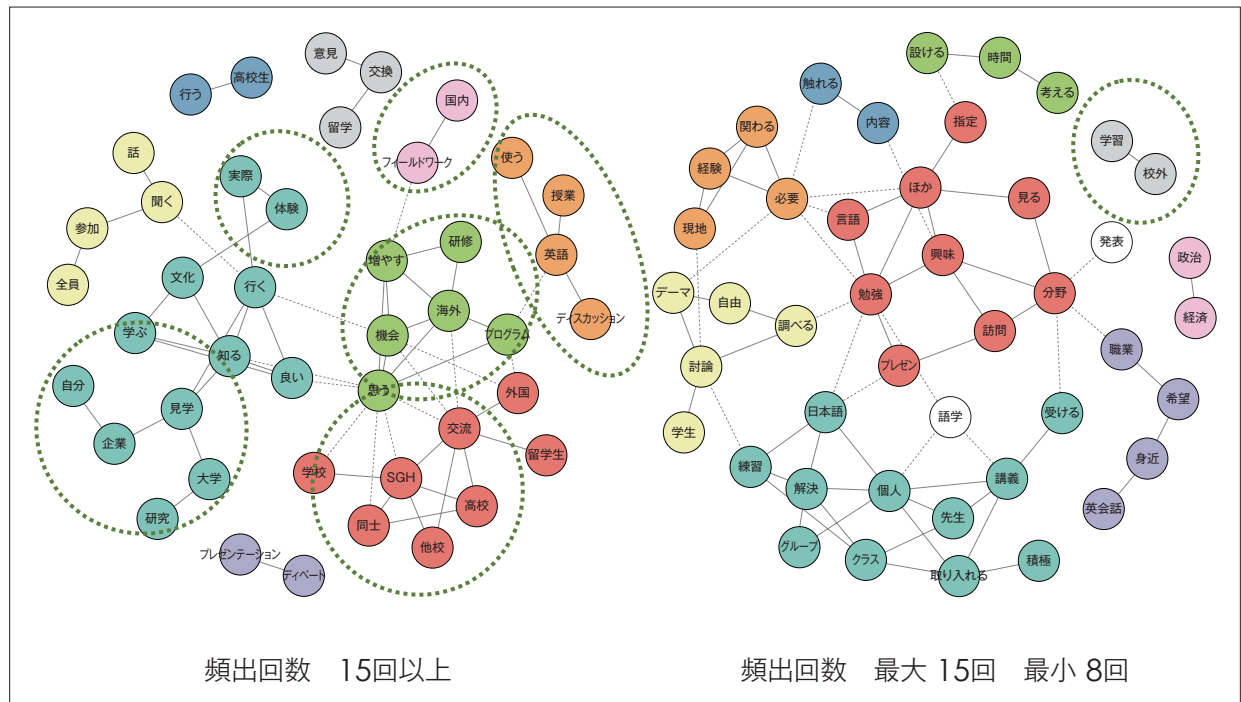 意見
交換
高校生
行う
国内
留学
話
フィールドワーク
使う
実際
授業
聞く
体験
参加
研修
英語
増やす
全員
文化
行く
海外
ディスカッション
学ぶ
機会
プログラム
知る
自分
良い
思う
外国
見学
交流
企業
留学生
学校
SGH
大学
高校
研究
同士
他校
プレゼンテーション
ディベート
頻出回数 15回以上
設ける
時間
触れる
考える
関わる
内容
指定
学習
経験
校外
必要
ほか
見る
言語
現地
発表
興味
政治
テーマ
自由
勉強
分野
経済
調べる
訪問
職業
討論
プレゼン
希望
日本語
語学
受ける
学生
身近
練習
解決
個人
講義
英会話
先生
グループ
クラス
積極
取り入れる
頻出回数 最大 15回 最小 8回